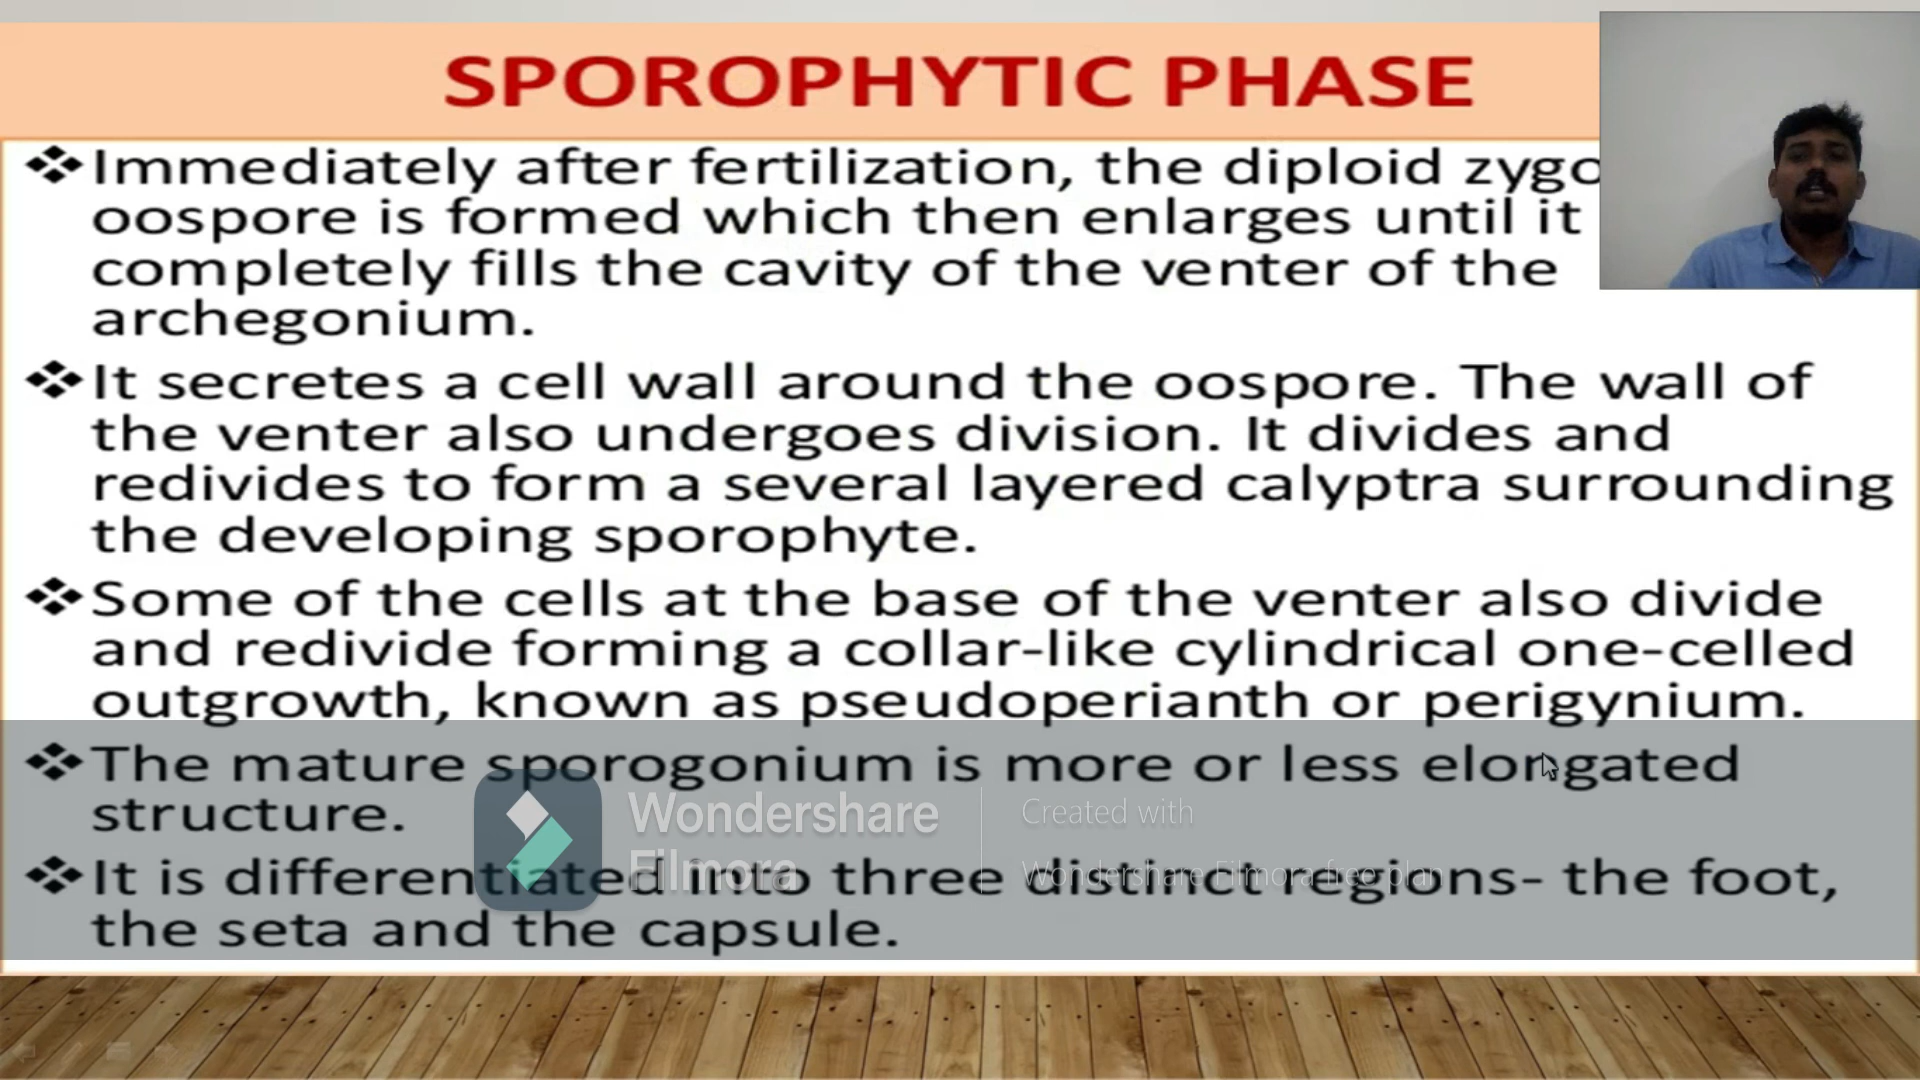 SPOROPHYTIC PHASE
❖Immediately after fertilization, the diploid
oospore is formed which then enlarges until it
completely fills the cavity of the venter of the
archegonium.
❖It secretes a cell wall around the oospore. The wall of
the venter also undergoes division. It divides and
redivides to form a several layered calyptra surrounding
the developing sporophyte.
❖Some of the cells at the base of the venter also divide
and redivide forming a collar-like cylindrical one-celled
outgrowth, known as pseudoperianth or perigynium.
❖The mature sporogonium is more or less elongated
structure.
❖It is differentiated into three distinct regions- the foot,
the seta and the capsule.
Wondershare
Filmora
Created with
Wondershare Filmora free plan